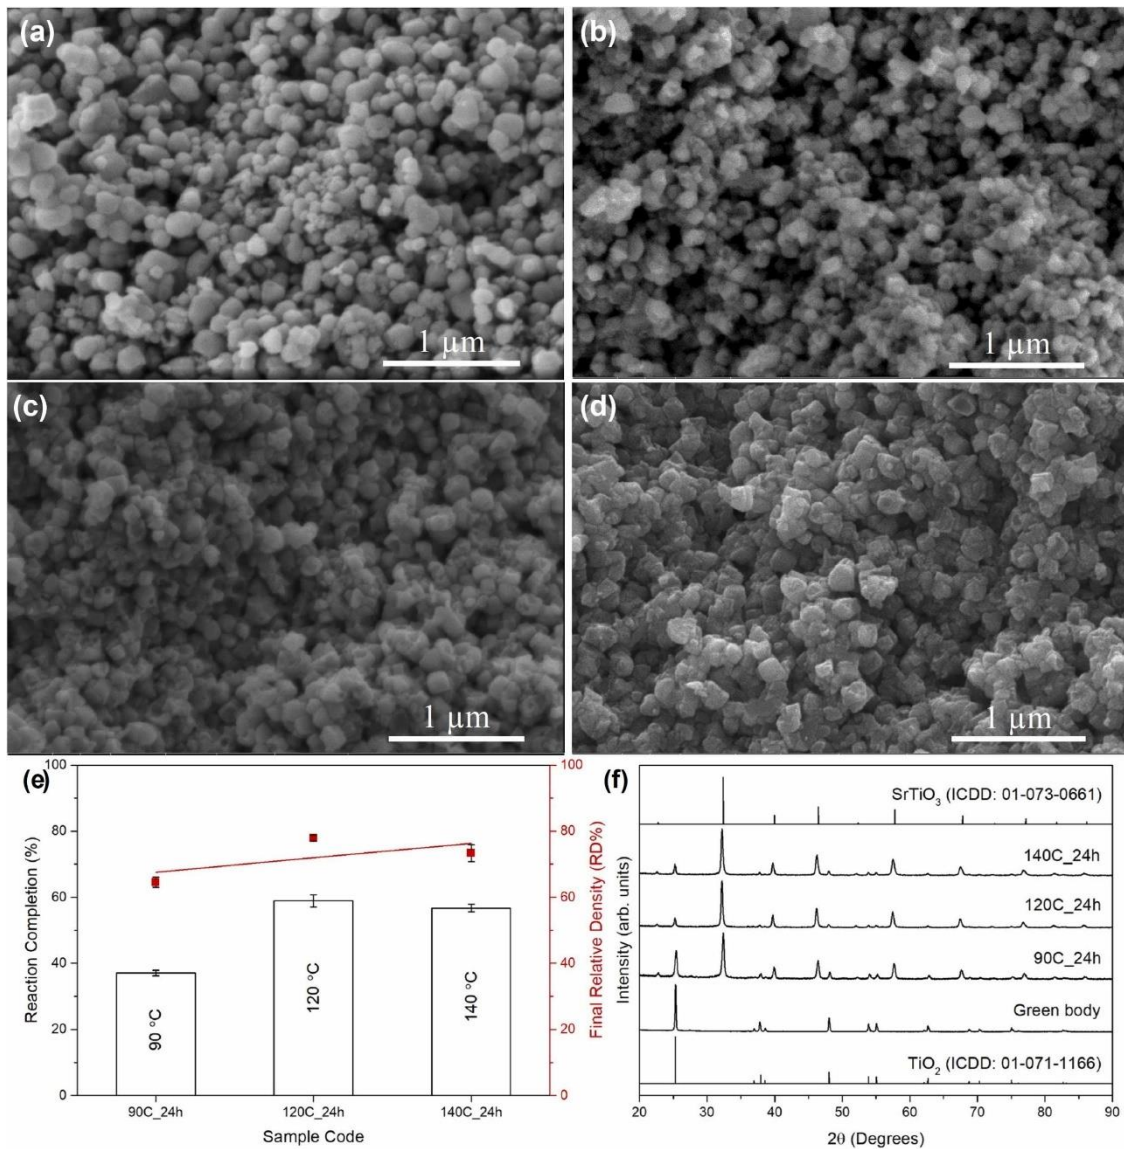 (a)
1 µm
(b)
1 µm
(c)
1 µm
(d)
1 µm
(e)
100
80
60
40
20
0
Reaction Completion (%)
90 °C
120 °C
140 °C
90C_24h
120C_24h
140C_24h
Sample Code
100
80
60
40
20
0
Final Relative Density (RD%)
(f)
Intensity (arb. units)
SrTiO3 (ICDD: 01-073-0661)
140C_24h
120C_24h
90C_24h
Green body
TiO2 (ICDD: 01-071-1166)
20 30 40 50 60 70 80 90
2θ (Degrees)